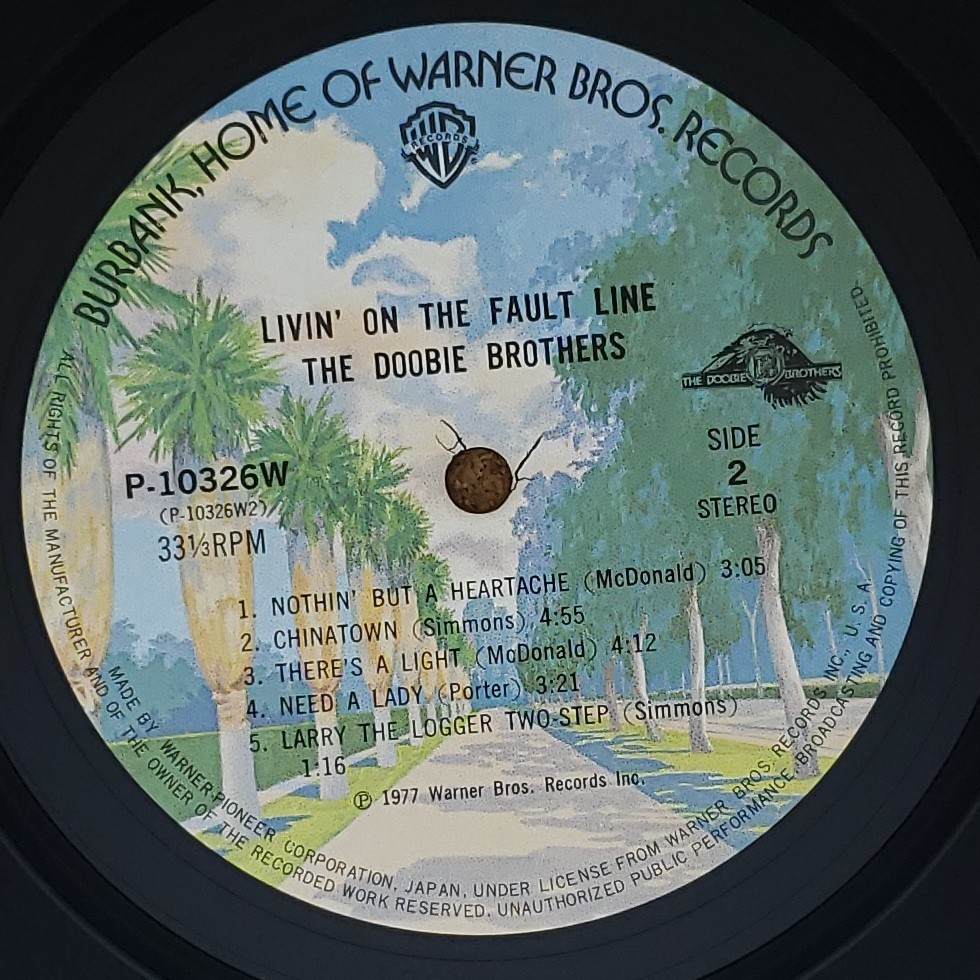 BURBANK, HOME OF WARNER BROS. RECORDS
WB
RECORDS
LIVIN' ON THE FAULT LINE
THE DOOBIE BROTHERS
THE DOOBIE BROTHERS
SIDE
2
STEREO
P-10326W
(P-10326W2)
33⅓RPM
1. NOTHIN' BUT A HEARTACHE (McDonald) 3:05
2. CHINATOWN (Simmons) 4:55
3. THERE'S A LIGHT (McDonald) 4:12
4. NEED A LADY (Porter) 3:21
5. LARRY THE LOGGER TWO-STEP (Simmons)
1:16
℗ 1977 Warner Bros. Records Inc.
MADE BY WARNER-PIONEER CORPORATION, JAPAN, UNDER LICENSE FROM WARNER BROS. RECORDS INC., U. S. A.
ALL RIGHTS OF THE MANUFACTURER AND OF THE OWNER OF THE RECORDED WORK RESERVED. UNAUTHORIZED PUBLIC PERFORMANCE, BROADCASTING AND COPYING OF THIS RECORD PROHIBITED.